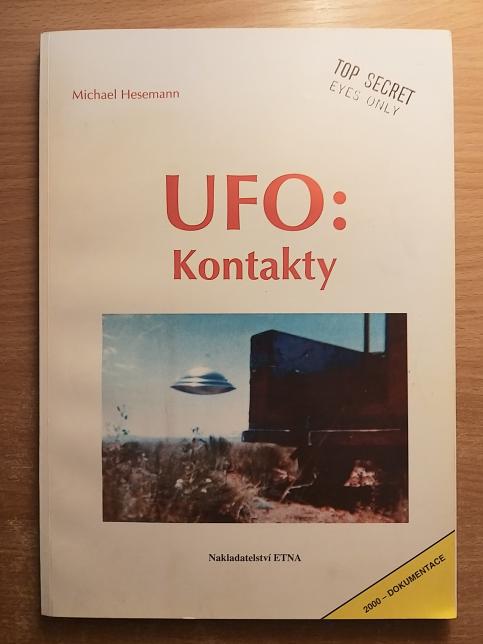 Michael Hesemann
TOP SECRET
EYES ONLY
UFO:
Kontakty
Nakladatelství ETNA
2000 – DOKUMENTACE